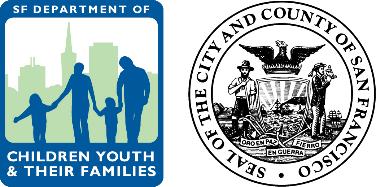 SF DEPARTMENT OF
CHILDREN YOUTH
& THEIR FAMILIES
SEAL OF THE CITY AND COUNTY OF SAN FRANCISCO
ORO EN PAZ
FIERRO
EN GUERRA